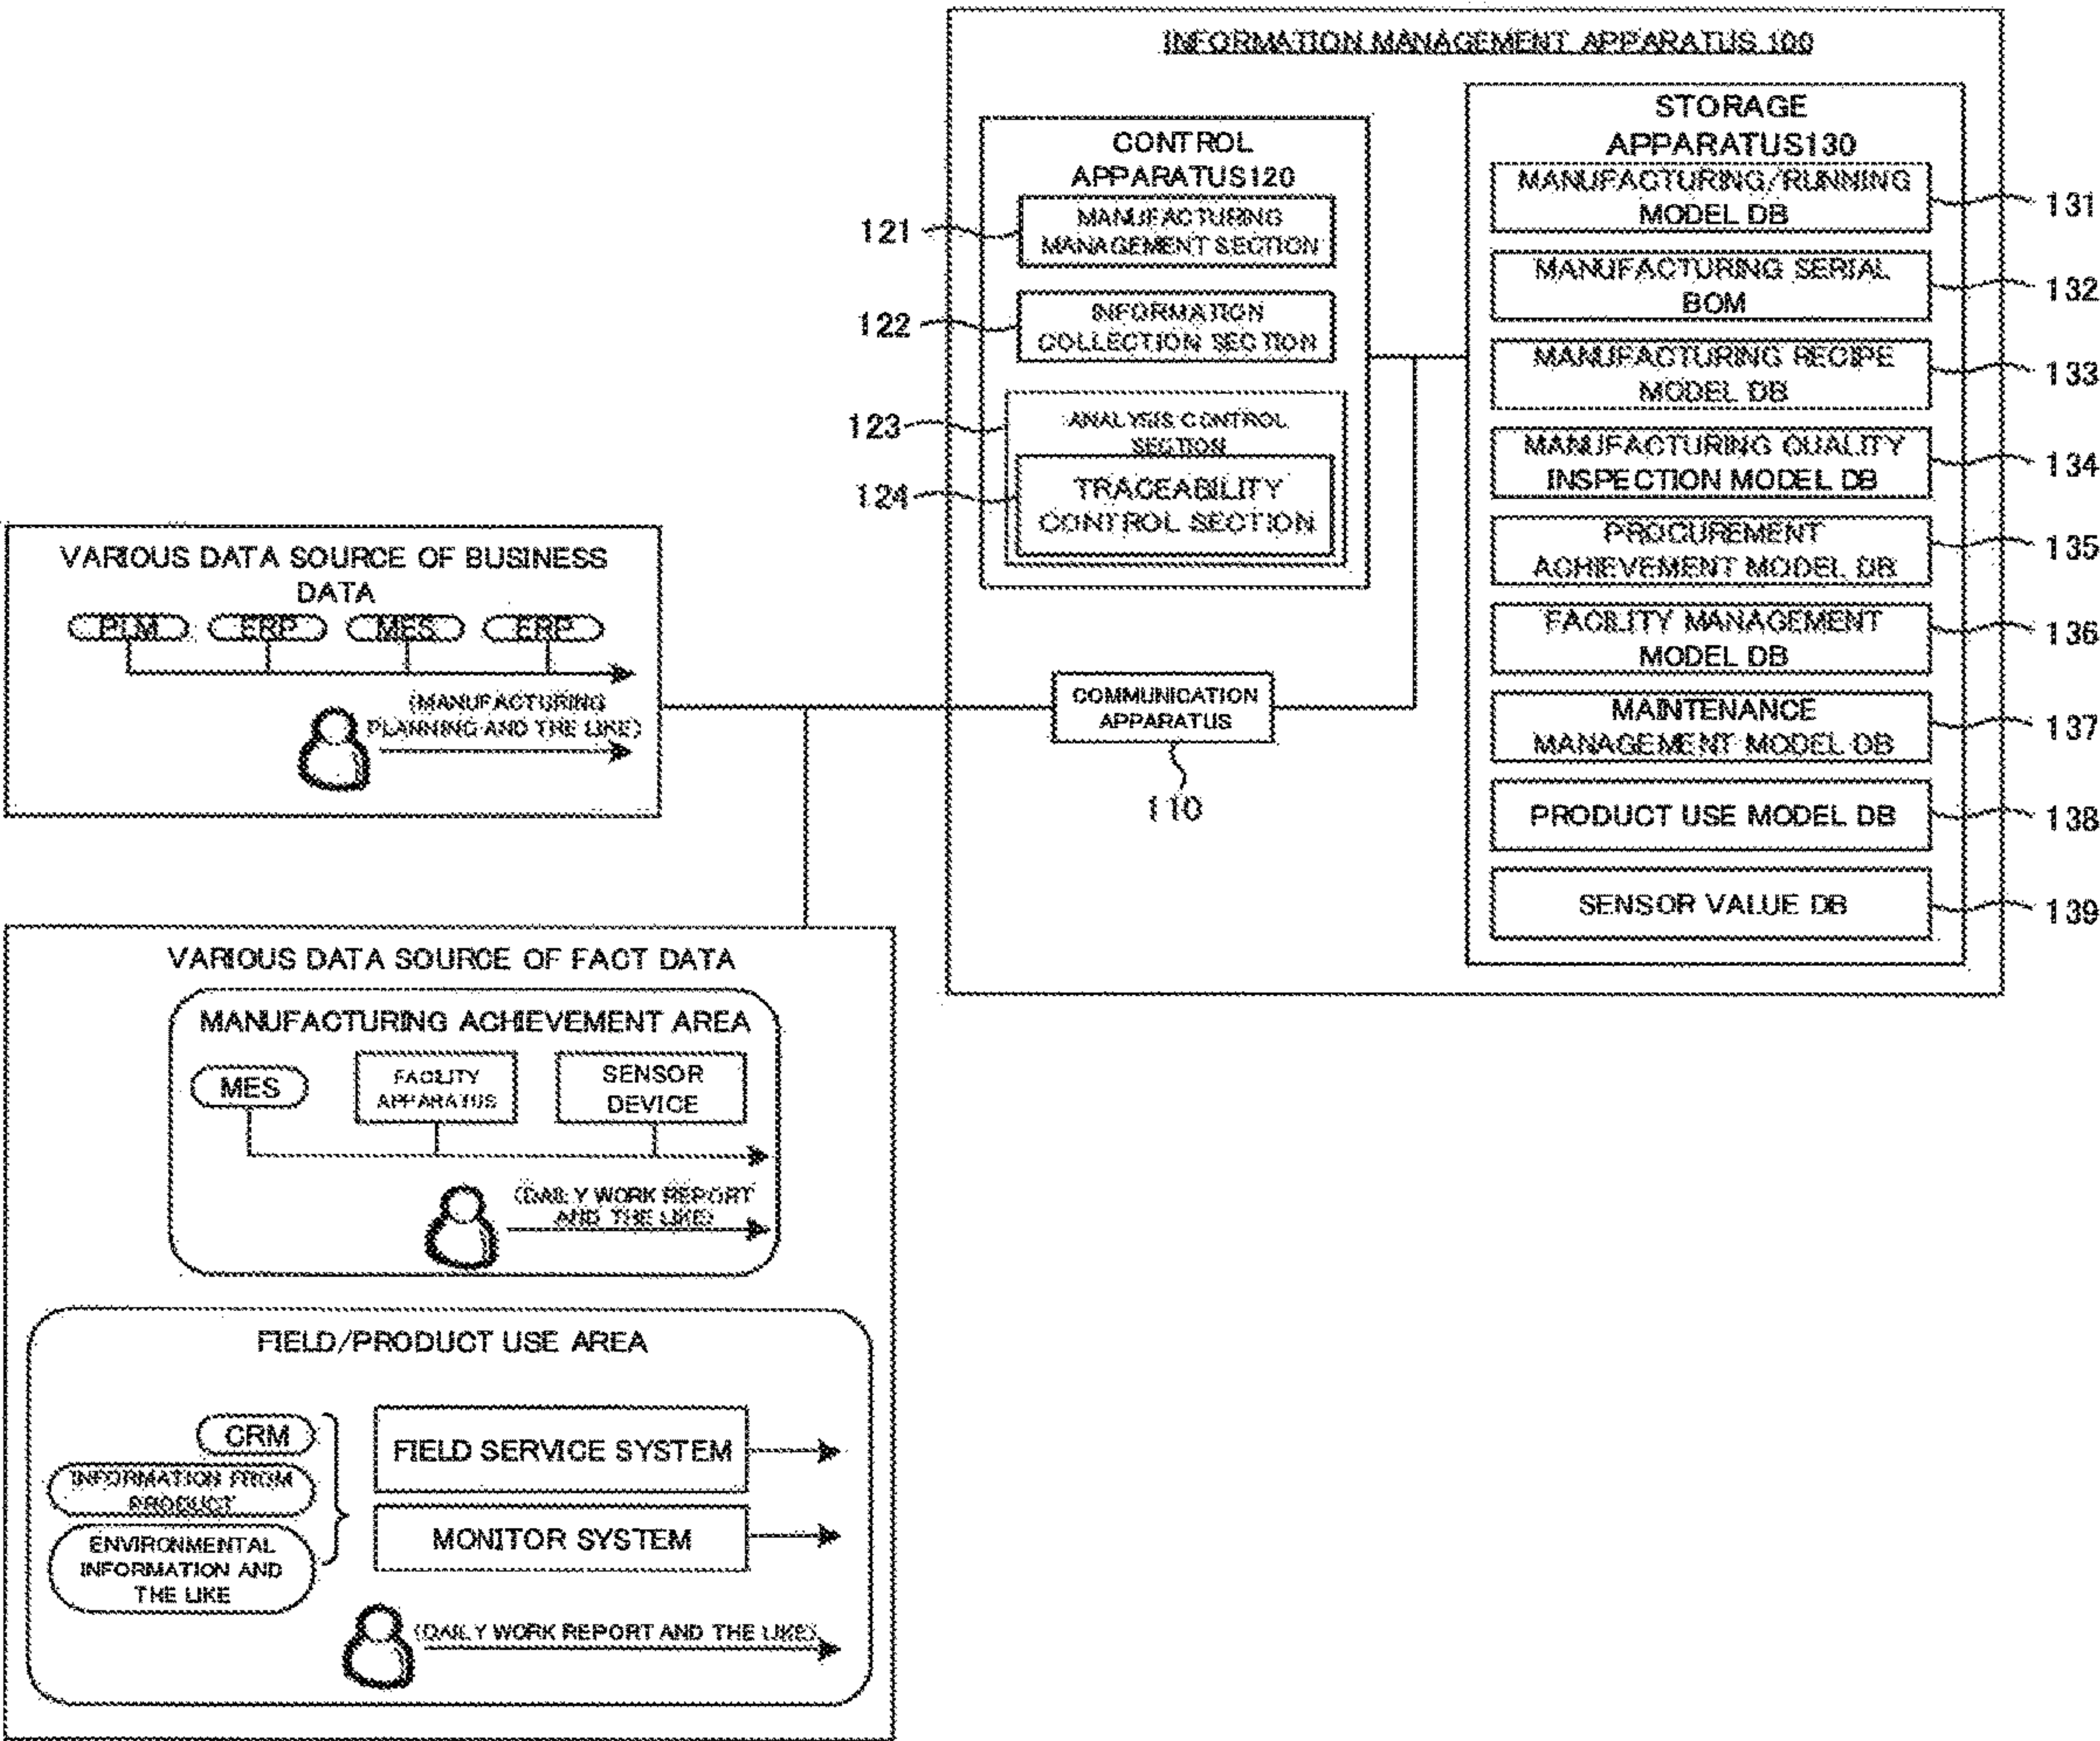 INFORMATION MANAGEMENT APPARATUS 100
CONTROL
APPARATUS120
121
MANUFACTURING
MANAGEMENT SECTION
122
INFORMATION
COLLECTION SECTION
123
ANALYSIS CONTROL
SECTION
124
TRACEABILITY
CONTROL SECTION
STORAGE
APPARATUS130
MANUFACTURING/RUNNING
MODEL DB
131
MANUFACTURING SERIAL
BOM
132
MANUFACTURING RECIPE
MODEL DB
133
MANUFACTURING QUALITY
INSPECTION MODEL DB
134
PROCUREMENT
ACHIEVEMENT MODEL DB
135
FACILITY MANAGEMENT
MODEL DB
136
MAINTENANCE
MANAGEMENT MODEL DB
137
PRODUCT USE MODEL DB
138
SENSOR VALUE DB
139
COMMUNICATION
APPARATUS
110
VARIOUS DATA SOURCE OF BUSINESS
DATA
PLM ERP MES ERP
(MANUFACTURING
PLANNING AND THE LIKE)
VARIOUS DATA SOURCE OF FACT DATA
MANUFACTURING ACHIEVEMENT AREA
MES
FACILITY
APPARATUS
SENSOR
DEVICE
(DAILY WORK REPORT
AND THE LIKE)
FIELD/PRODUCT USE AREA
CRM
INFORMATION FROM
PRODUCT
ENVIRONMENTAL
INFORMATION AND
THE LIKE
FIELD SERVICE SYSTEM
MONITOR SYSTEM
(DAILY WORK REPORT AND THE LIKE)